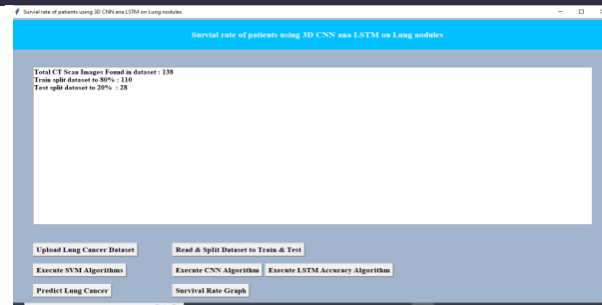 Survial rate of patients using 3D CNN ana LSTM on Lung nodules
Survial rate of patients using 3D CNN ana LSTM on Lung nodules
Total CT Scan Images Found in dataset : 138
Train split dataset to 80% : 110
Test split dataset to 20% : 28
Upload Lung Cancer Dataset Read & Split Dataset to Train & Test
Execute SVM Algorithms Execute CNN Algorithm Execute LSTM Accuracy Algorithm
Predict Lung Cancer Survival Rate Graph